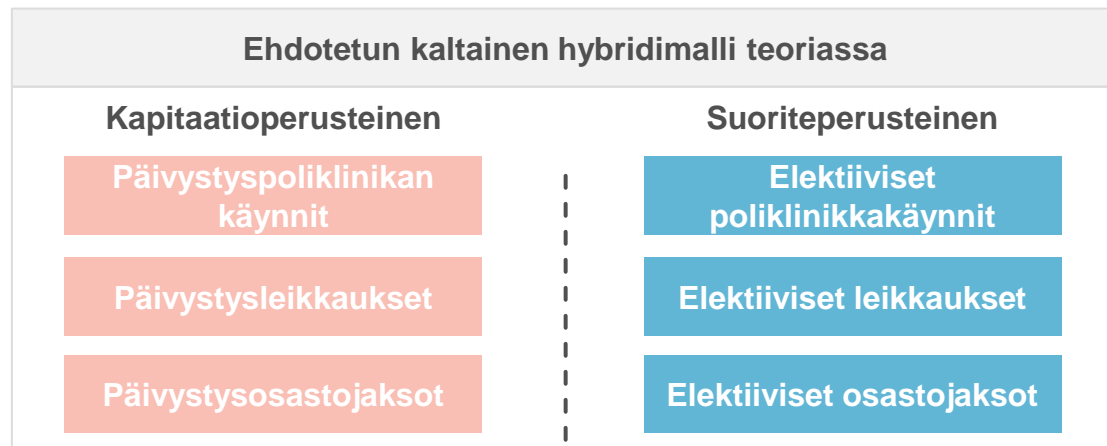 Ehdotetun kaltainen hybridimalli teoriassa
Kapitaatioperusteinen
Päivystyspoliklinikan
käynnit
Päivystysleikkaukset
Päivystysosastojaksot
Suoriteperusteinen
Elektiiviset
poliklinikkakäynnit
Elektiiviset leikkaukset
Elektiiviset osastojaksot